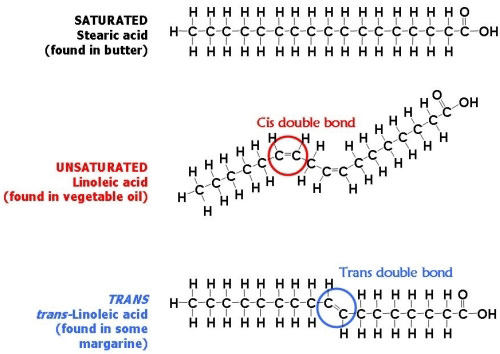 SATURATED
Stearic acid
(found in butter)
Cis double bond
UNSATURATED
Linoleic acid
(found in vegetable oil)
Trans double bond
TRANS
trans-Linoleic acid
(found in some
margarine)